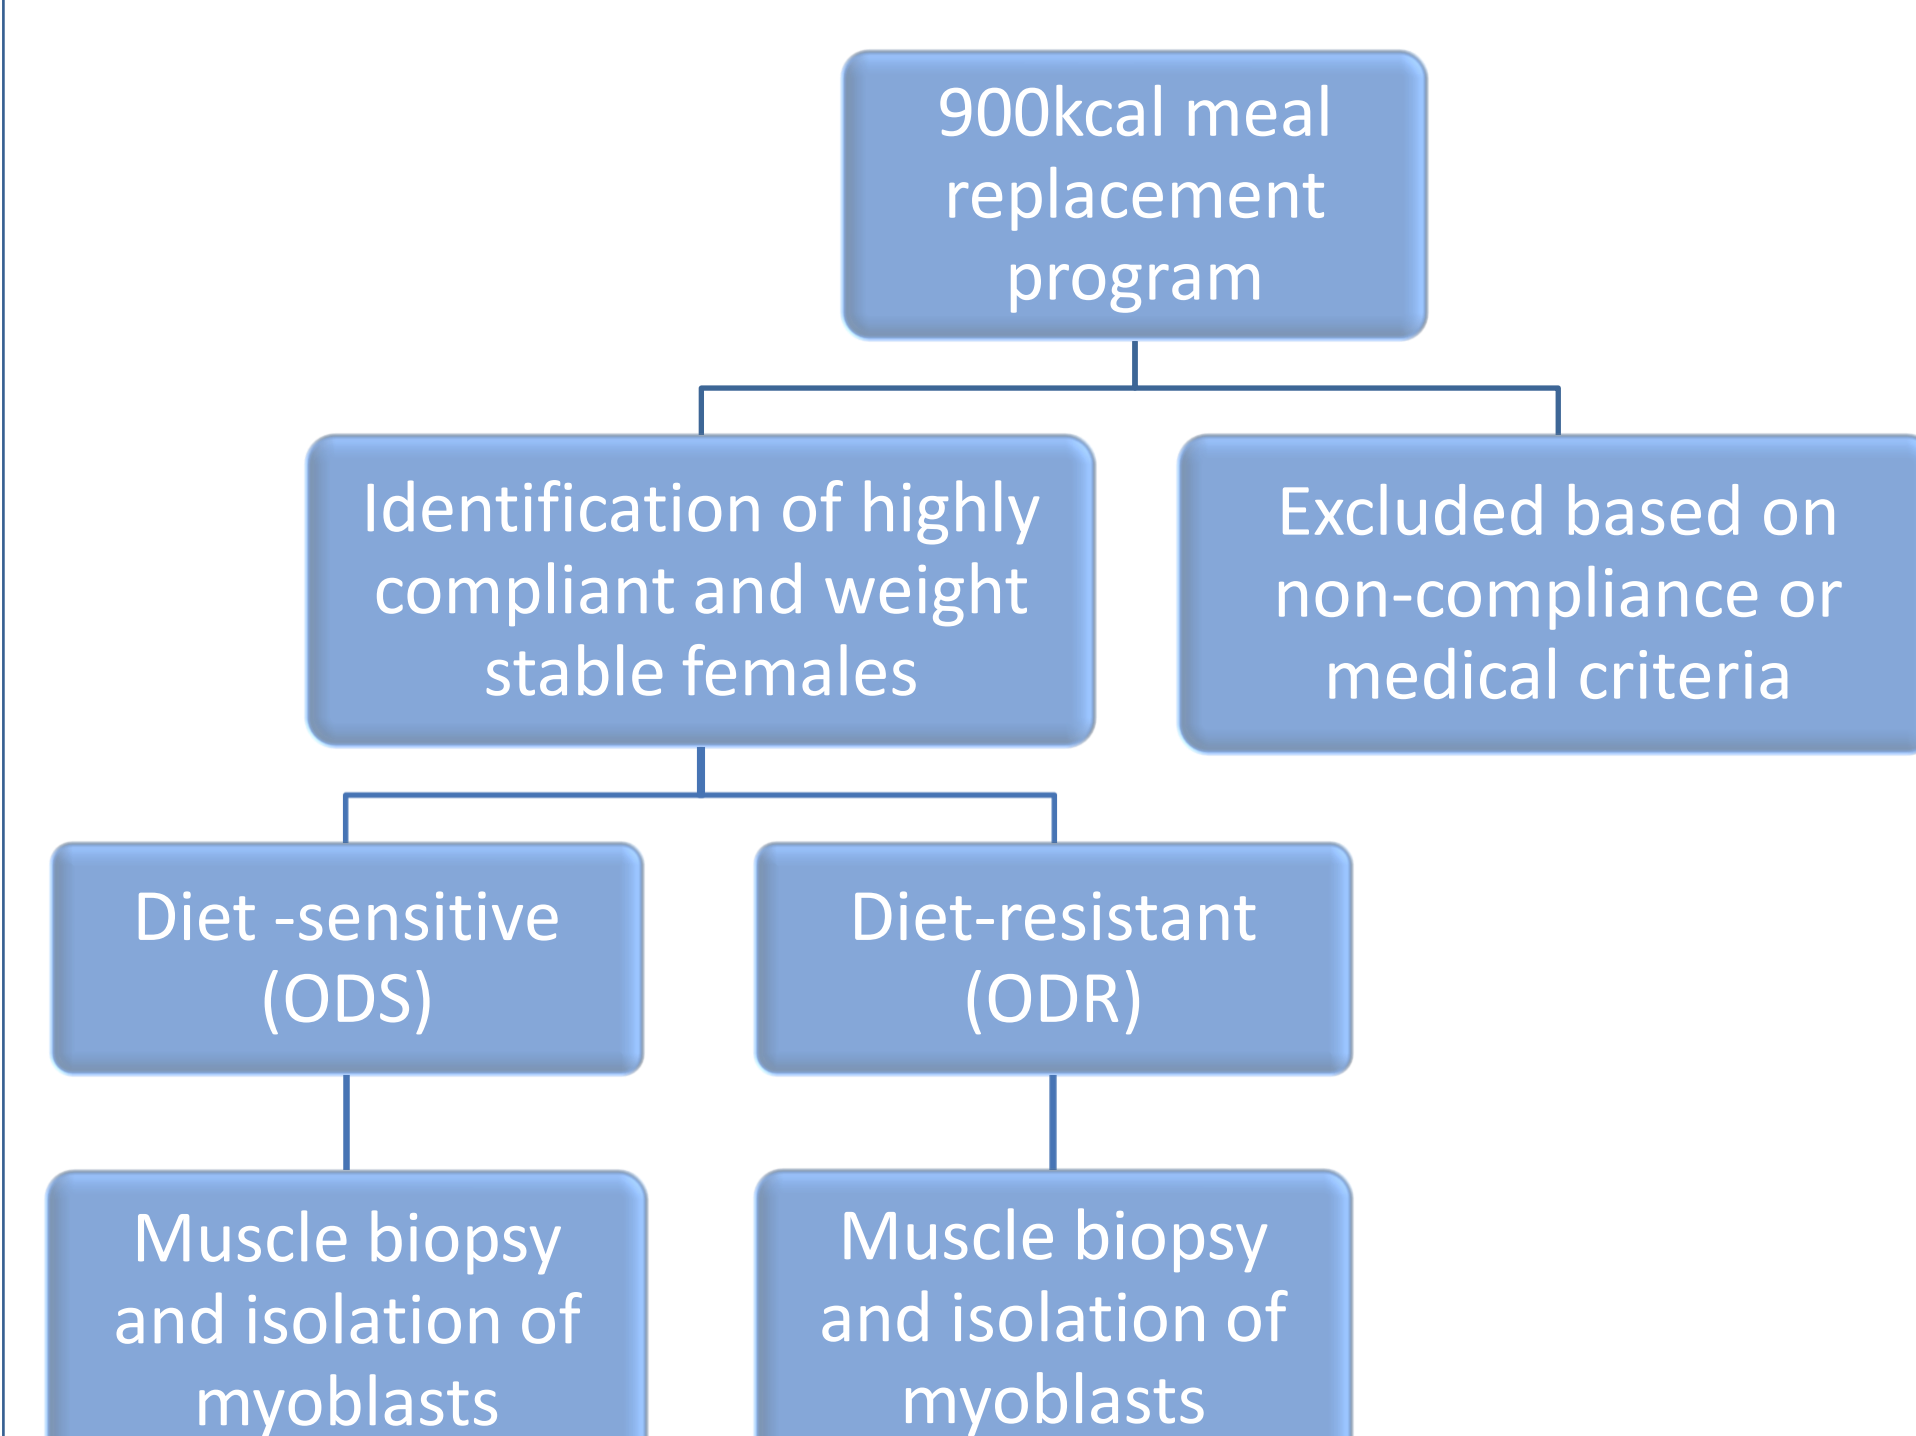 900kcal meal
replacement
program
Identification of highly
compliant and weight
stable females
Excluded based on
non-compliance or
medical criteria
Diet -sensitive
(ODS)
Diet-resistant
(ODR)
Muscle biopsy
and isolation of
myoblasts
Muscle biopsy
and isolation of
myoblasts